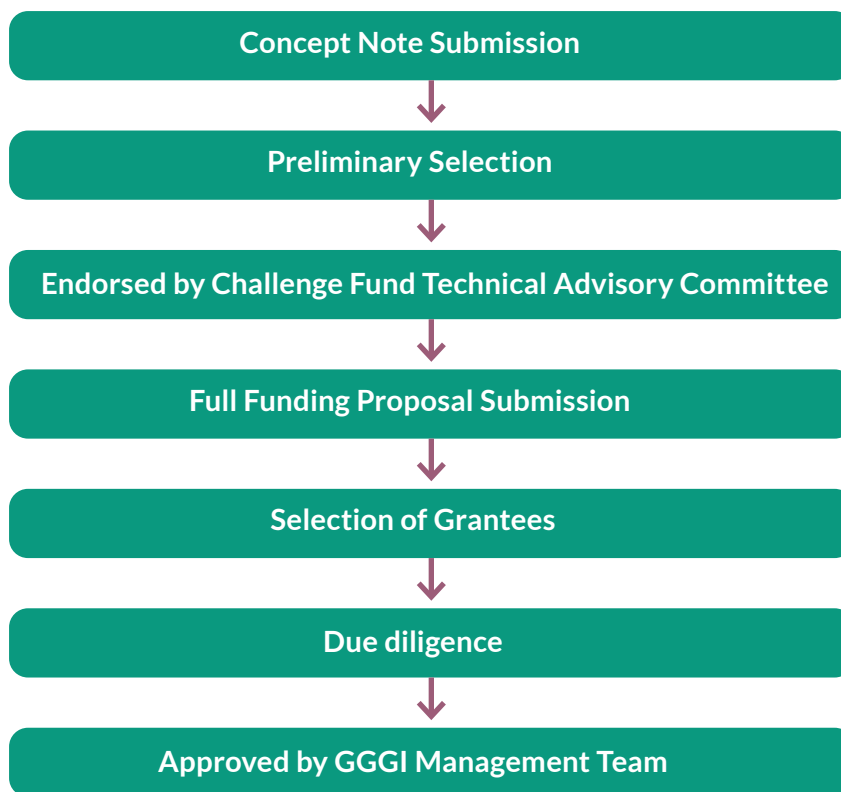 Concept Note Submission
Preliminary Selection
Endorsed by Challenge Fund Technical Advisory Committee
Full Funding Proposal Submission
Selection of Grantees
Due diligence
Approved by GGGI Management Team